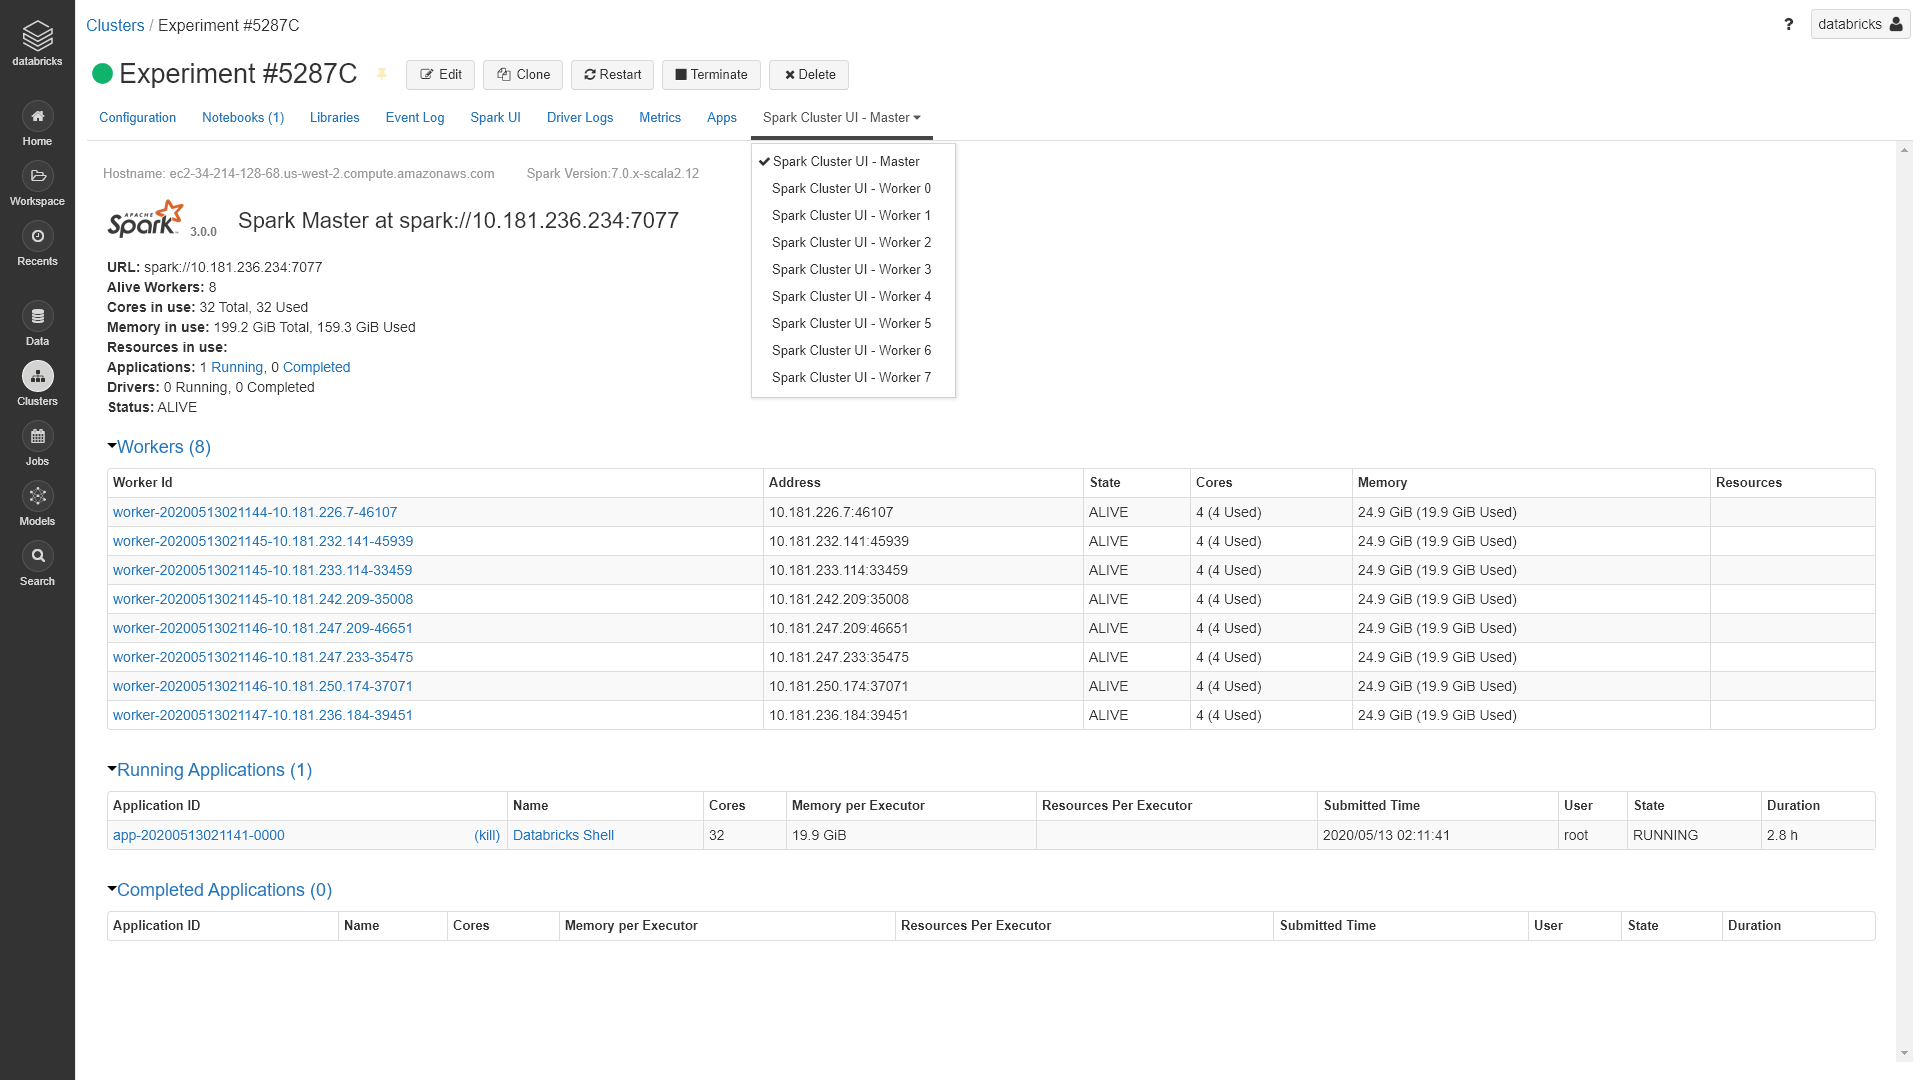 databricks
Home
Workspace
Recents
Data
Clusters
Jobs
Models
Search
Clusters / Experiment #5287C
? databricks
Experiment #5287C Edit Clone Restart Terminate Delete
Configuration Notebooks (1) Libraries Event Log Spark UI Driver Logs Metrics Apps Spark Cluster UI - Master
Spark Cluster UI - Master
Spark Cluster UI - Worker 0
Spark Cluster UI - Worker 1
Spark Cluster UI - Worker 2
Spark Cluster UI - Worker 3
Spark Cluster UI - Worker 4
Spark Cluster UI - Worker 5
Spark Cluster UI - Worker 6
Spark Cluster UI - Worker 7
Hostname: ec2-34-214-128-68.us-west-2.compute.amazonaws.com Spark Version:7.0.x-scala2.12
APACHE
Spark 3.0.0 Spark Master at spark://10.181.236.234:7077
URL: spark://10.181.236.234:7077
Alive Workers: 8
Cores in use: 32 Total, 32 Used
Memory in use: 199.2 GiB Total, 159.3 GiB Used
Resources in use:
Applications: 1 Running, 0 Completed
Drivers: 0 Running, 0 Completed
Status: ALIVE
Workers (8)
Worker Id Address State Cores Memory Resources
worker-20200513021144-10.181.226.7-46107 10.181.226.7:46107 ALIVE 4 (4 Used) 24.9 GiB (19.9 GiB Used)
worker-20200513021145-10.181.232.141-45939 10.181.232.141:45939 ALIVE 4 (4 Used) 24.9 GiB (19.9 GiB Used)
worker-20200513021145-10.181.233.114-33459 10.181.233.114:33459 ALIVE 4 (4 Used) 24.9 GiB (19.9 GiB Used)
worker-20200513021145-10.181.242.209-35008 10.181.242.209:35008 ALIVE 4 (4 Used) 24.9 GiB (19.9 GiB Used)
worker-20200513021146-10.181.247.209-46651 10.181.247.209:46651 ALIVE 4 (4 Used) 24.9 GiB (19.9 GiB Used)
worker-20200513021146-10.181.247.233-35475 10.181.247.233:35475 ALIVE 4 (4 Used) 24.9 GiB (19.9 GiB Used)
worker-20200513021146-10.181.250.174-37071 10.181.250.174:37071 ALIVE 4 (4 Used) 24.9 GiB (19.9 GiB Used)
worker-20200513021147-10.181.236.184-39451 10.181.236.184:39451 ALIVE 4 (4 Used) 24.9 GiB (19.9 GiB Used)
Running Applications (1)
Application ID Name Cores Memory per Executor Resources Per Executor Submitted Time User State Duration
app-20200513021141-0000 (kill) Databricks Shell 32 19.9 GiB 2020/05/13 02:11:41 root RUNNING 2.8 h
Completed Applications (0)
Application ID Name Cores Memory per Executor Resources Per Executor Submitted Time User State Duration